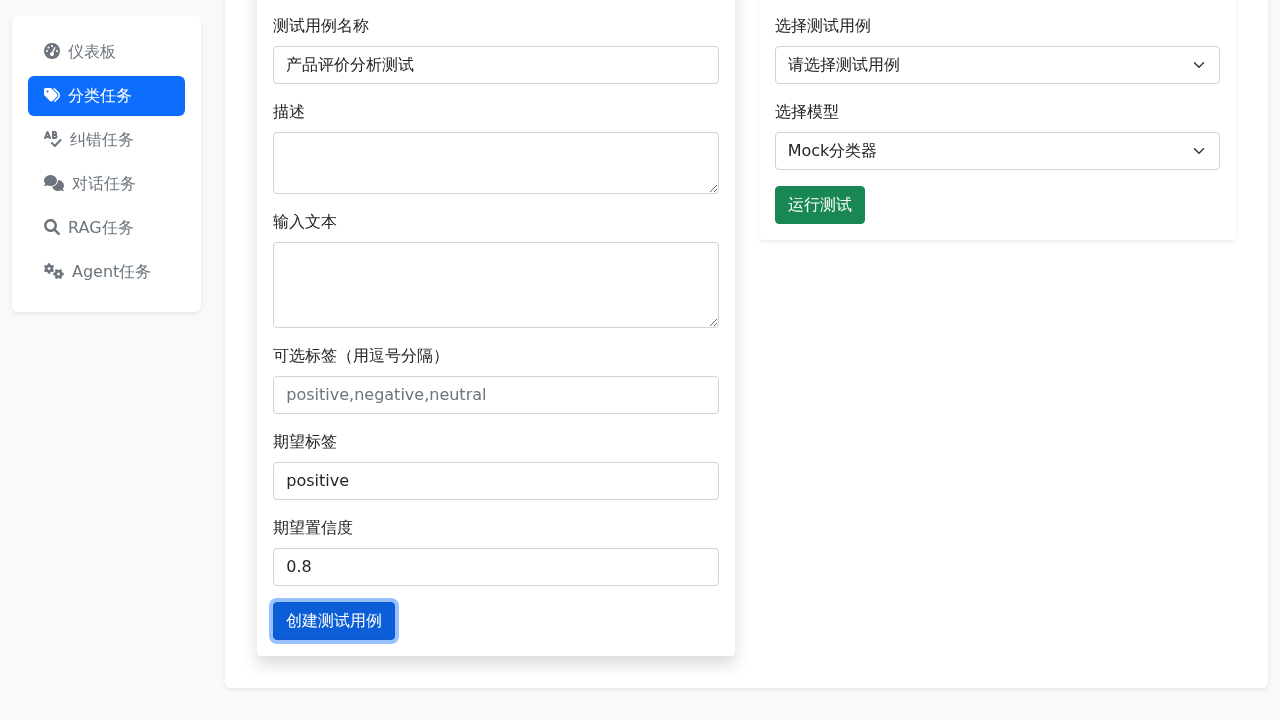 仪表板
分类任务
纠错任务
对话任务
RAG任务
Agent任务
测试用例名称
产品评价分析测试
描述
输入文本
可选标签（用逗号分隔）
positive,negative,neutral
期望标签
positive
期望置信度
0.8
创建测试用例
选择测试用例
请选择测试用例
选择模型
Mock分类器
运行测试